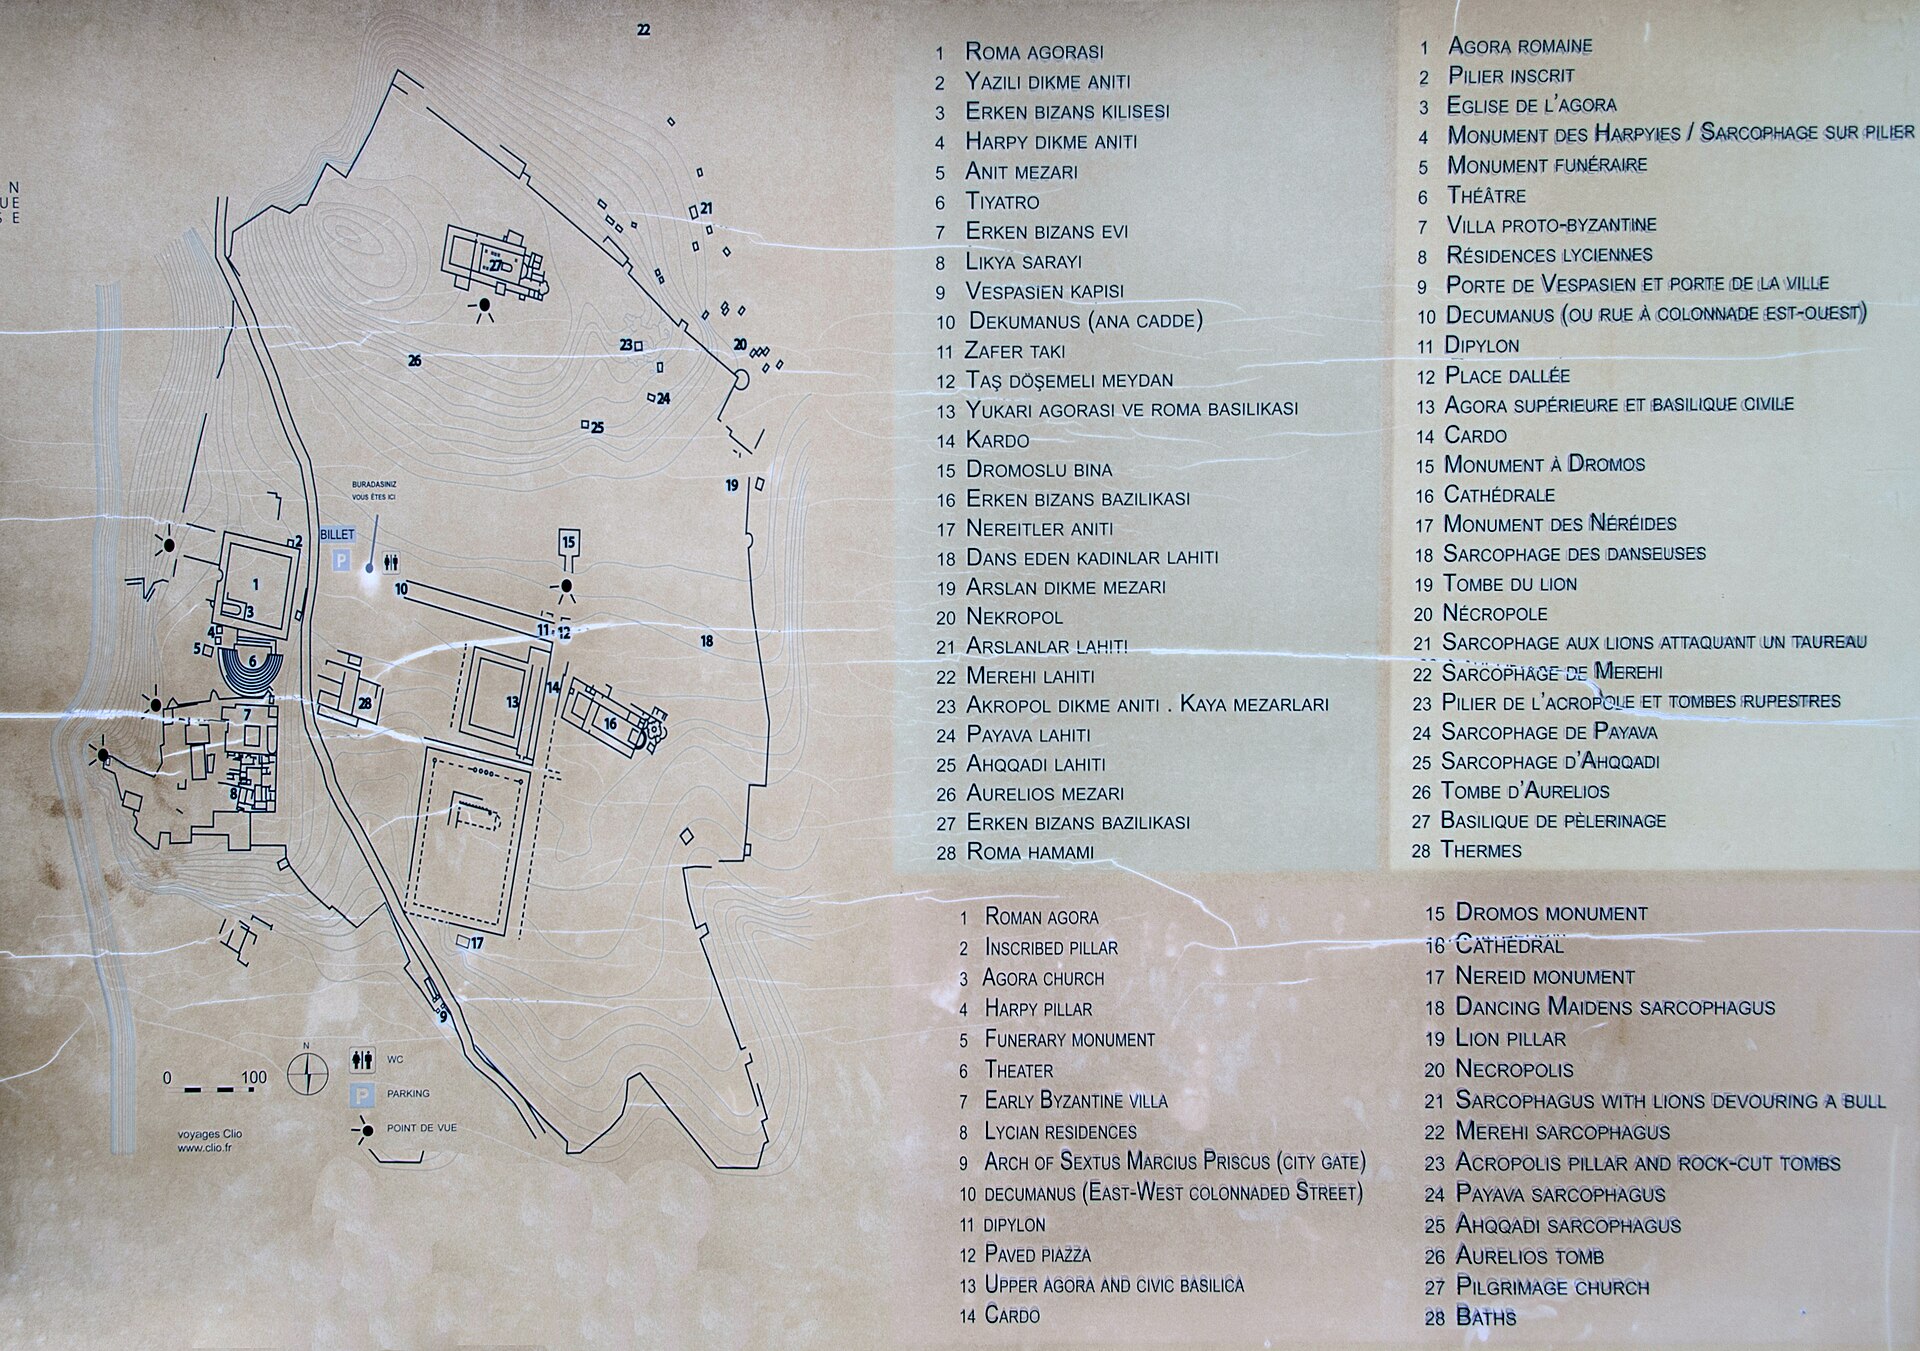 N
UE
S E
22
21
27
20
23
26
24
25
19
BURADASINIZ
VOUS ÊTES ICI
BILLET
P
2
1
3
15
10
11
12
18
4
5
6
14
28
13
7
16
8
17
9
N
0 100
WC
P PARKING
POINT DE VUE
voyages Clio
www.clio.fr
1 ROMA AGORASI
2 YAZILI DIKME ANITI
3 ERKEN BIZANS KILISESI
4 HARPY DIKME ANITI
5 ANIT MEZARI
6 TIYATRO
7 ERKEN BIZANS EVI
8 LIKYA SARAYI
9 VESPASIEN KAPISI
10 DEKUMANUS (ANA CADDE)
11 ZAFER TAKI
12 TAŞ DÖŞEMELI MEYDAN
13 YUKARI AGORASI VE ROMA BASILIKASI
14 KARDO
15 DROMOSLU BINA
16 ERKEN BIZANS BAZILIKASI
17 NEREITLER ANITI
18 DANS EDEN KADINLAR LAHITI
19 ARSLAN DIKME MEZARI
20 NEKROPOL
21 ARSLANLAR LAHITI
22 MEREHI LAHITI
23 AKROPOL DIKME ANITI . KAYA MEZARLARI
24 PAYAVA LAHITI
25 AHQQADI LAHITI
26 AURELIOS MEZARI
27 ERKEN BIZANS BAZILIKASI
28 ROMA HAMAMI
1 AGORA ROMAINE
2 PILIER INSCRIT
3 EGLISE DE L'AGORA
4 MONUMENT DES HARPYIES / SARCOPHAGE SUR PILIER
5 MONUMENT FUNÉRAIRE
6 THÉÂTRE
7 VILLA PROTO-BYZANTINE
8 RÉSIDENCES LYCIENNES
9 PORTE DE VESPASIEN ET PORTE DE LA VILLE
10 DECUMANUS (OU RUE À COLONNADE EST-OUEST)
11 DIPYLON
12 PLACE DALLÉE
13 AGORA SUPÉRIEURE ET BASILIQUE CIVILE
14 CARDO
15 MONUMENT À DROMOS
16 CATHÉDRALE
17 MONUMENT DES NÉRÉIDES
18 SARCOPHAGE DES DANSEUSES
19 TOMBE DU LION
20 NÉCROPOLE
21 SARCOPHAGE AUX LIONS ATTAQUANT UN TAUREAU
22 SARCOPHAGE DE MEREHI
23 PILIER DE L'ACROPOLE ET TOMBES RUPESTRES
24 SARCOPHAGE DE PAYAVA
25 SARCOPHAGE D'AHQQADI
26 TOMBE D'AURELIOS
27 BASILIQUE DE PÈLERINAGE
28 THERMES
1 ROMAN AGORA
2 INSCRIBED PILLAR
3 AGORA CHURCH
4 HARPY PILLAR
5 FUNERARY MONUMENT
6 THEATER
7 EARLY BYZANTINE VILLA
8 LYCIAN RESIDENCES
9 ARCH OF SEXTUS MARCIUS PRISCUS (CITY GATE)
10 DECUMANUS (EAST-WEST COLONNADED STREET)
11 DIPYLON
12 PAVED PIAZZA
13 UPPER AGORA AND CIVIC BASILICA
14 CARDO
15 DROMOS MONUMENT
16 CATHEDRAL
17 NEREID MONUMENT
18 DANCING MAIDENS SARCOPHAGUS
19 LION PILLAR
20 NECROPOLIS
21 SARCOPHAGUS WITH LIONS DEVOURING A BULL
22 MEREHI SARCOPHAGUS
23 ACROPOLIS PILLAR AND ROCK-CUT TOMBS
24 PAYAVA SARCOPHAGUS
25 AHQQADI SARCOPHAGUS
26 AURELIOS TOMB
27 PILGRIMAGE CHURCH
28 BATHS